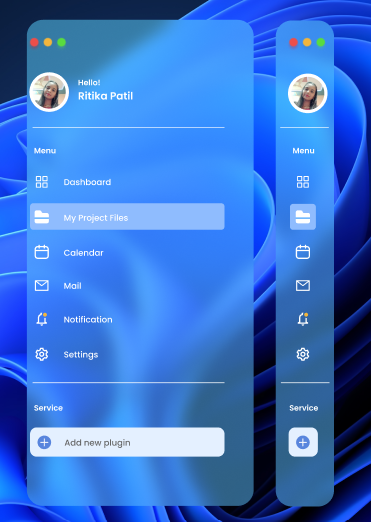 Hello!
Ritika Patil
Menu
Dashboard
My Project Files
Calendar
Mail
Notification
Settings
Service
Add new plugin
Menu
Service